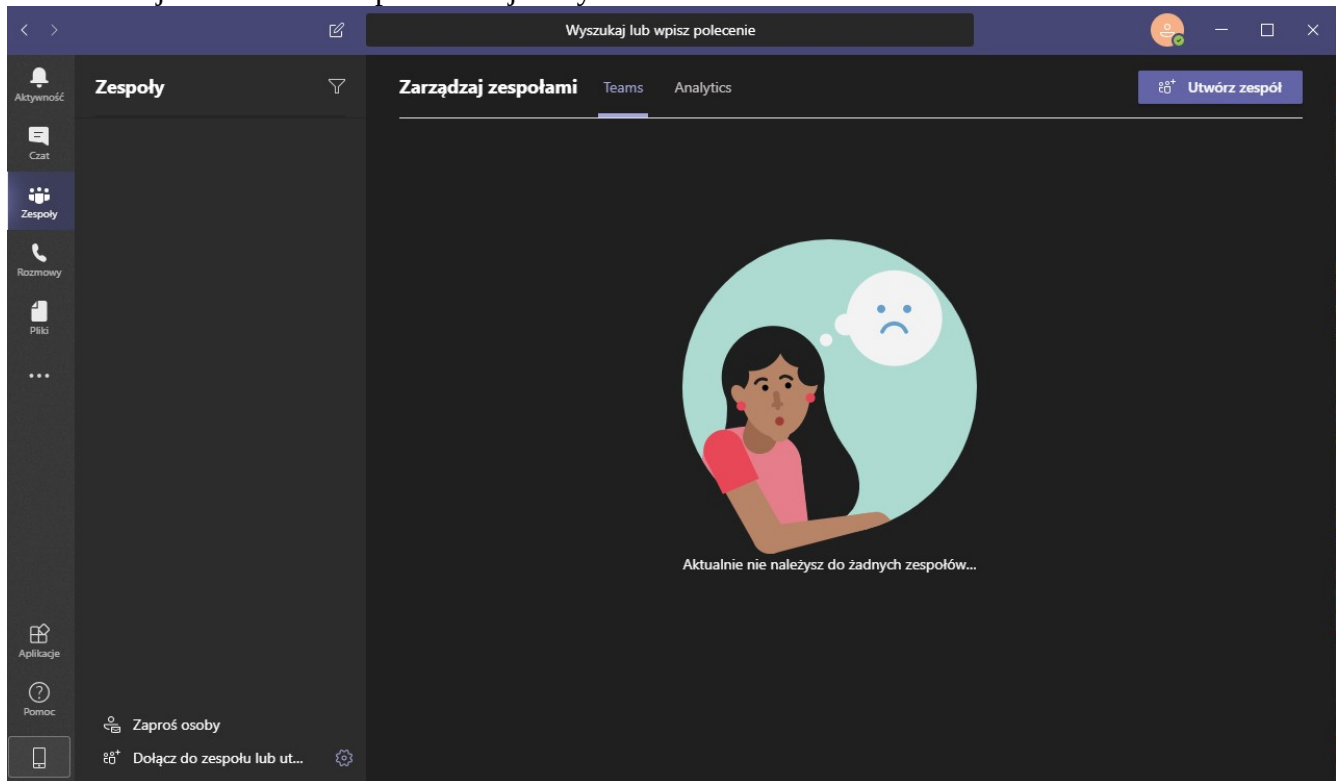 Wyszukaj lub wpisz polecenie
Aktywność
Zespoły
Zarządzaj zespołami
Teams
Analytics
Utwórz zespół
Czat
Zespoły
Rozmowy
Pliki
Aktualnie nie należysz do żadnych zespołów...
Aplikacje
Pomoc
Zaproś osoby
Dołącz do zespołu lub ut...